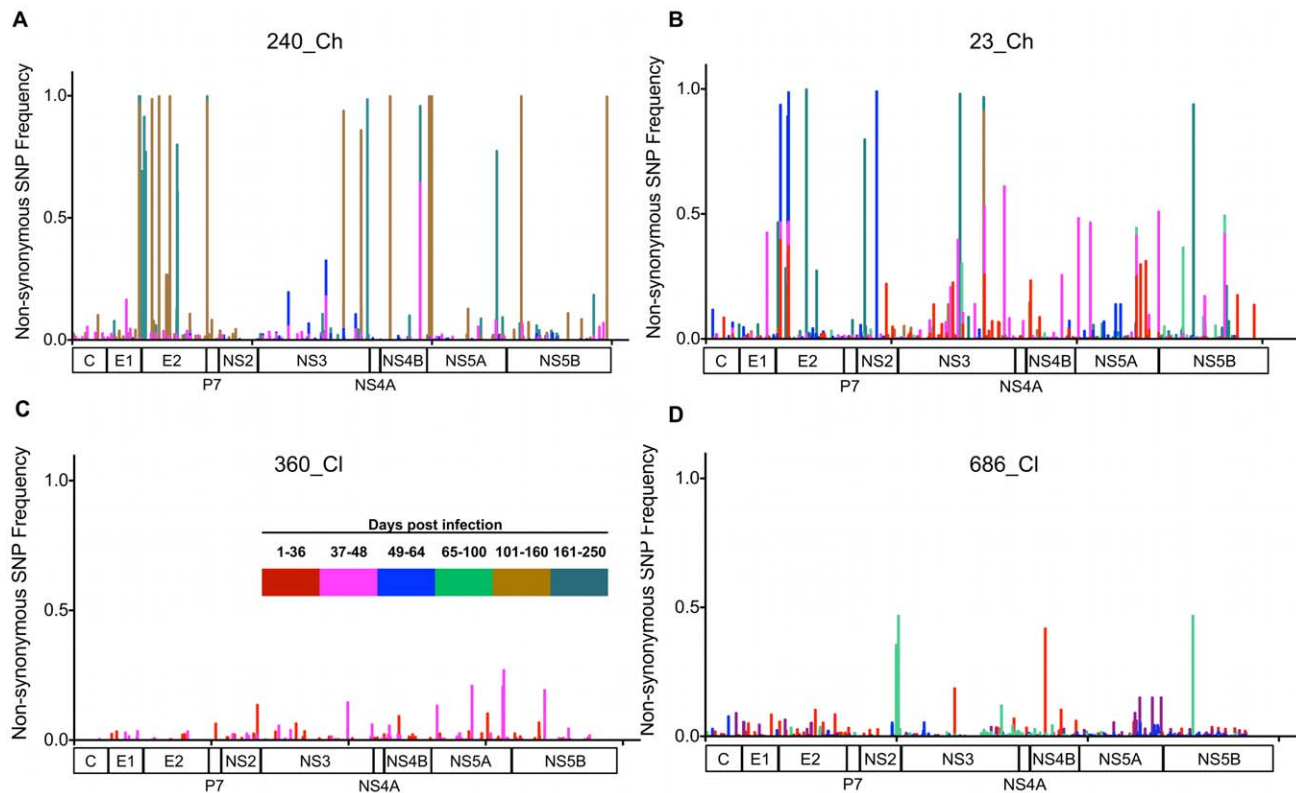 A
240_Ch
Non-synonymous SNP Frequency
1.0
0.5
0.0
C E1 E2 NS2 NS3 NS4B NS5A NS5B
P7 NS4A
B
23_Ch
Non-synonymous SNP Frequency
1.0
0.5
0.0
C E1 E2 NS2 NS3 NS4B NS5A NS5B
P7 NS4A
C
360_Cl
Non-synonymous SNP Frequency
1.0
0.5
0.0
Days post infection
1-36 37-48 49-64 65-100 101-160 161-250
C E1 E2 NS2 NS3 NS4B NS5A NS5B
P7 NS4A
D
686_Cl
Non-synonymous SNP Frequency
1.0
0.5
0.0
C E1 E2 NS2 NS3 NS4B NS5A NS5B
P7 NS4A